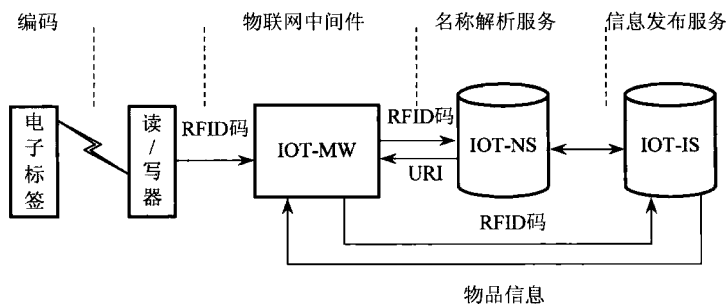 编码
物联网中间件
名称解析服务
信息发布服务
电子标签
读/写器
RFID码
IOT-MW
RFID码
URI
IOT-NS
IOT-IS
RFID码
物品信息